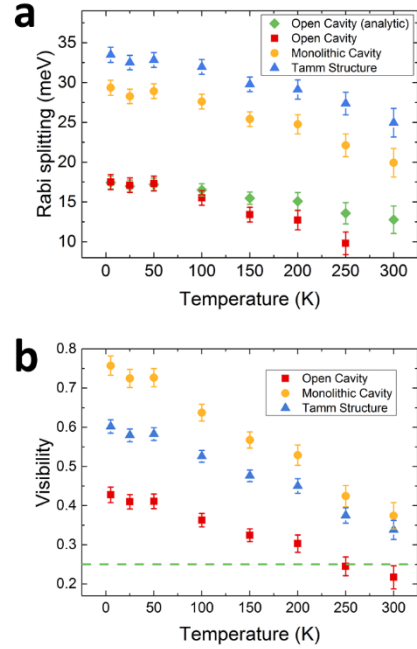 a
Open Cavity (analytic)
Open Cavity
Monolithic Cavity
Tamm Structure
Rabi splitting (meV)
35
30
25
20
15
10
0 50 100 150 200 250 300
Temperature (K)
b
Open Cavity
Monolithic Cavity
Tamm Structure
Visibility
0.8
0.7
0.6
0.5
0.4
0.3
0.2
0 50 100 150 200 250 300
Temperature (K)